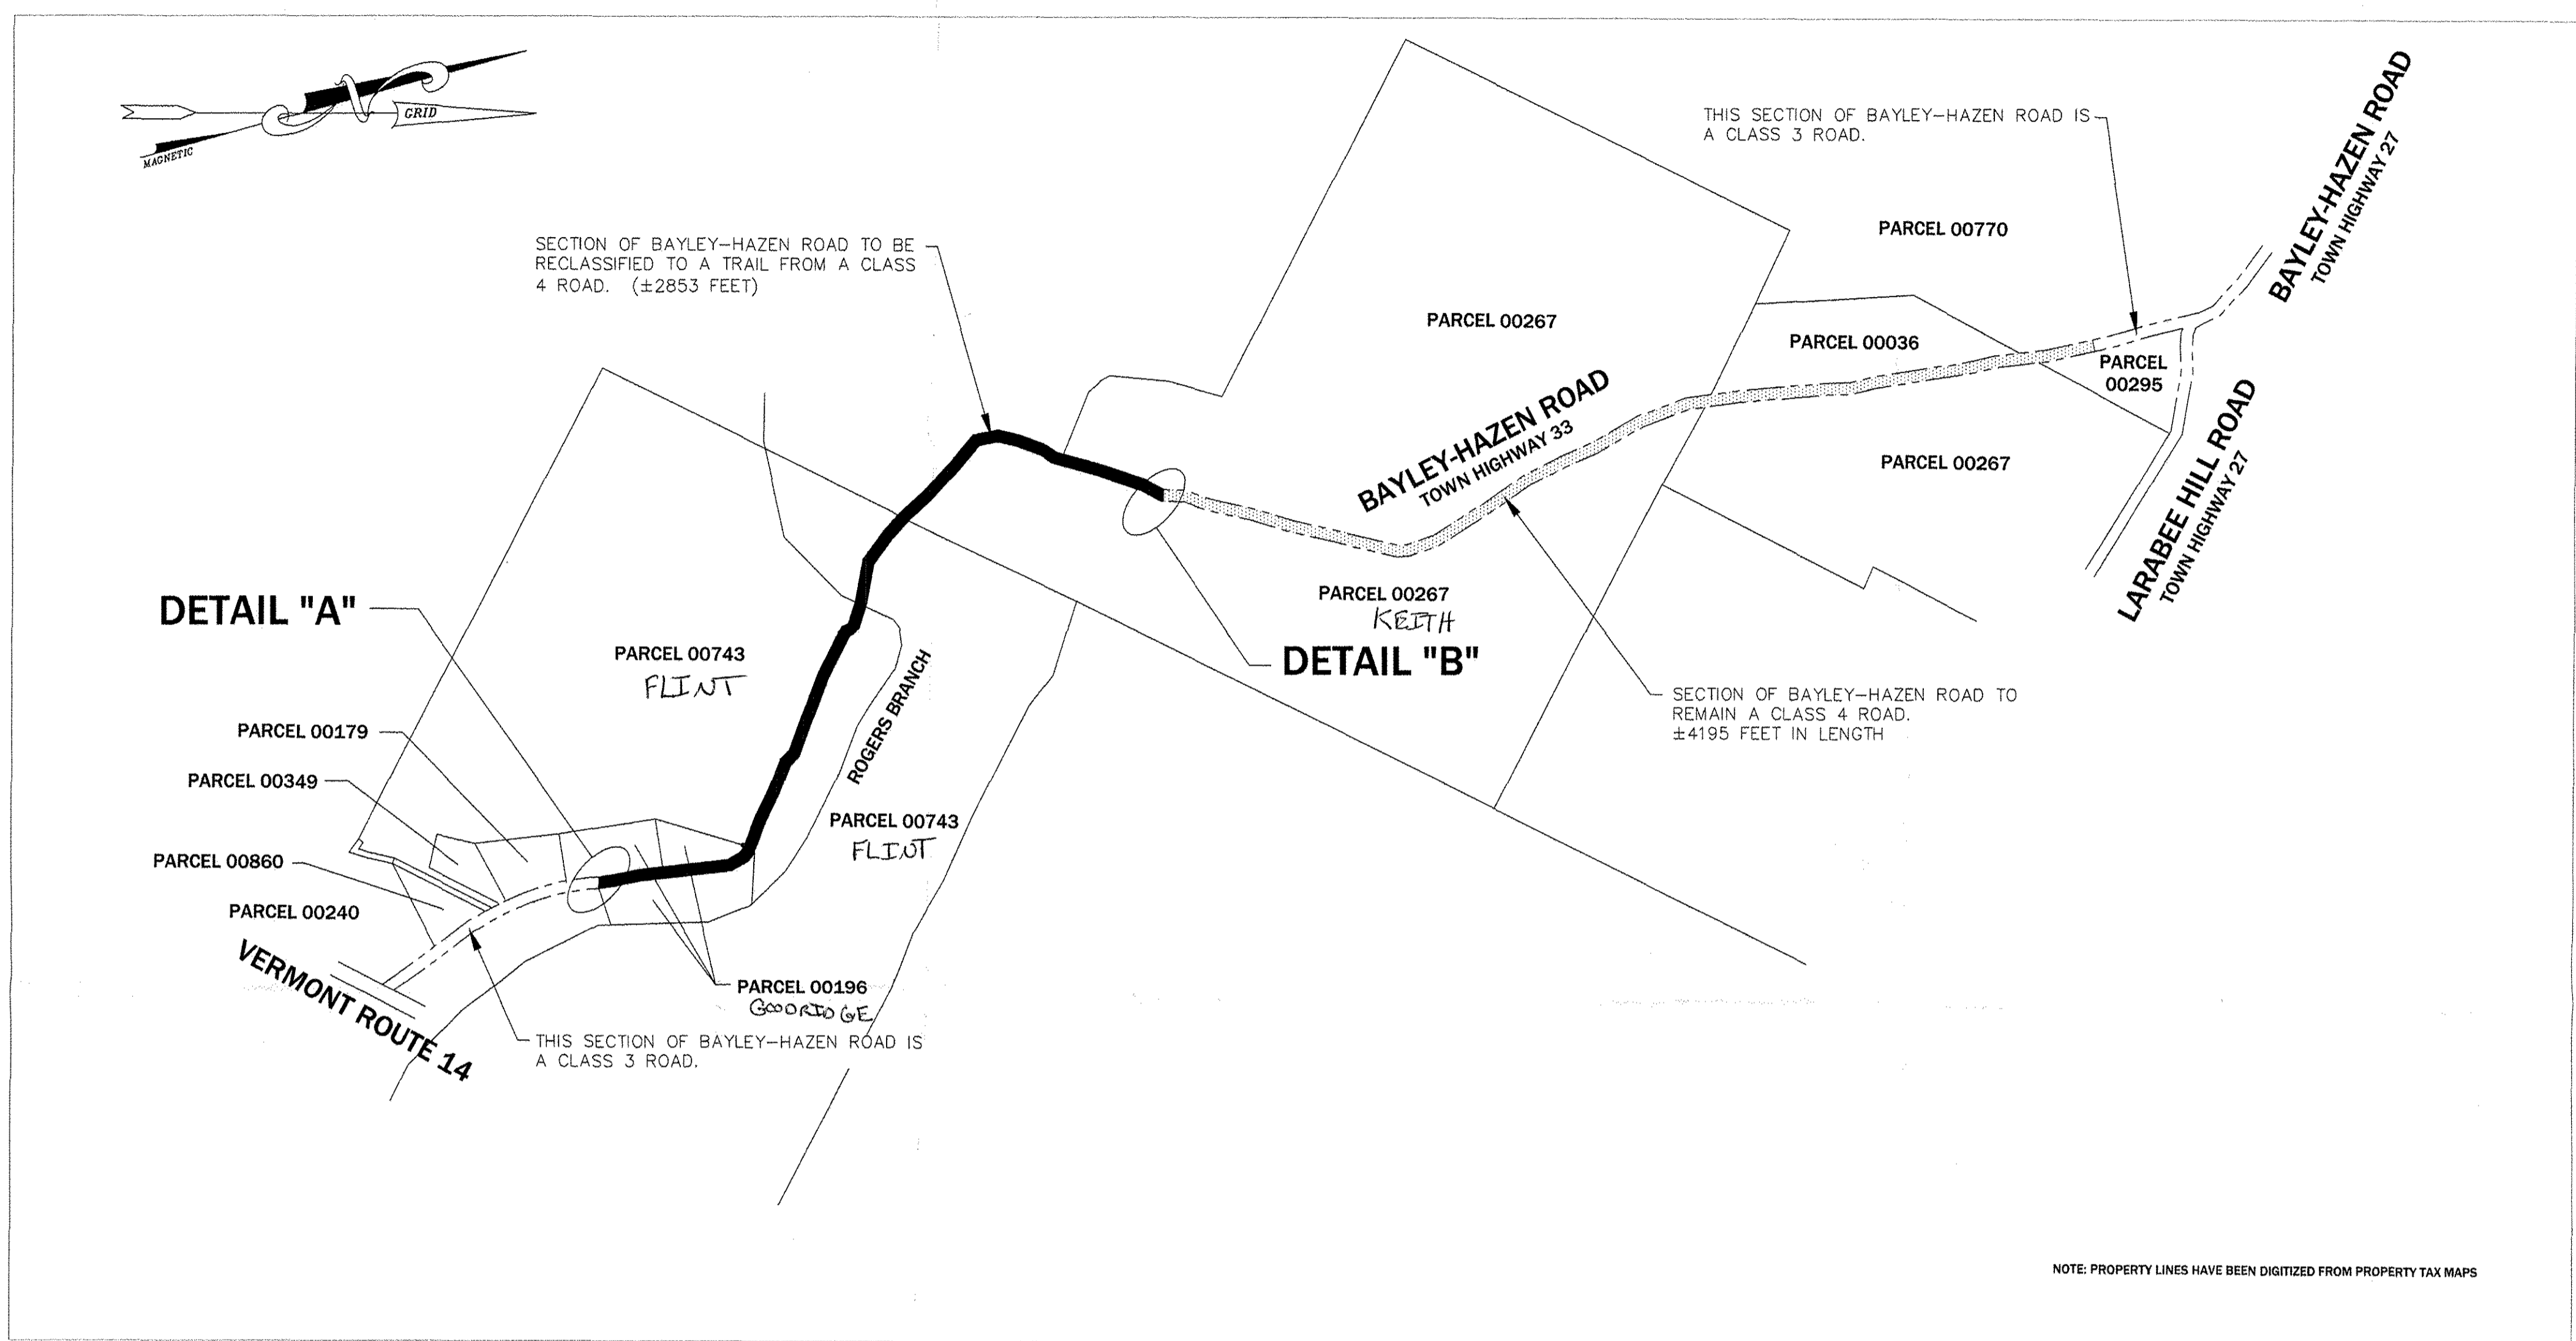 GRID
MAGNETIC
THIS SECTION OF BAYLEY-HAZEN ROAD IS
A CLASS 3 ROAD.
BAYLEY-HAZEN ROAD
TOWN HIGHWAY 27
PARCEL 00770
SECTION OF BAYLEY-HAZEN ROAD TO BE
RECLASSIFIED TO A TRAIL FROM A CLASS
4 ROAD. (±2853 FEET)
PARCEL 00267
PARCEL 00036
PARCEL
00295
BAYLEY-HAZEN ROAD
TOWN HIGHWAY 33
PARCEL 00267
LARABEE HILL ROAD
TOWN HIGHWAY 27
DETAIL "A"
PARCEL 00267
KEITH
DETAIL "B"
PARCEL 00743
FLINT
ROGERS BRANCH
SECTION OF BAYLEY-HAZEN ROAD TO
REMAIN A CLASS 4 ROAD.
±4195 FEET IN LENGTH
PARCEL 00179
PARCEL 00349
PARCEL 00743
FLINT
PARCEL 00860
PARCEL 00240
VERMONT ROUTE 14
PARCEL 00196
GOODRIDGE
THIS SECTION OF BAYLEY-HAZEN ROAD IS
A CLASS 3 ROAD.
NOTE: PROPERTY LINES HAVE BEEN DIGITIZED FROM PROPERTY TAX MAPS